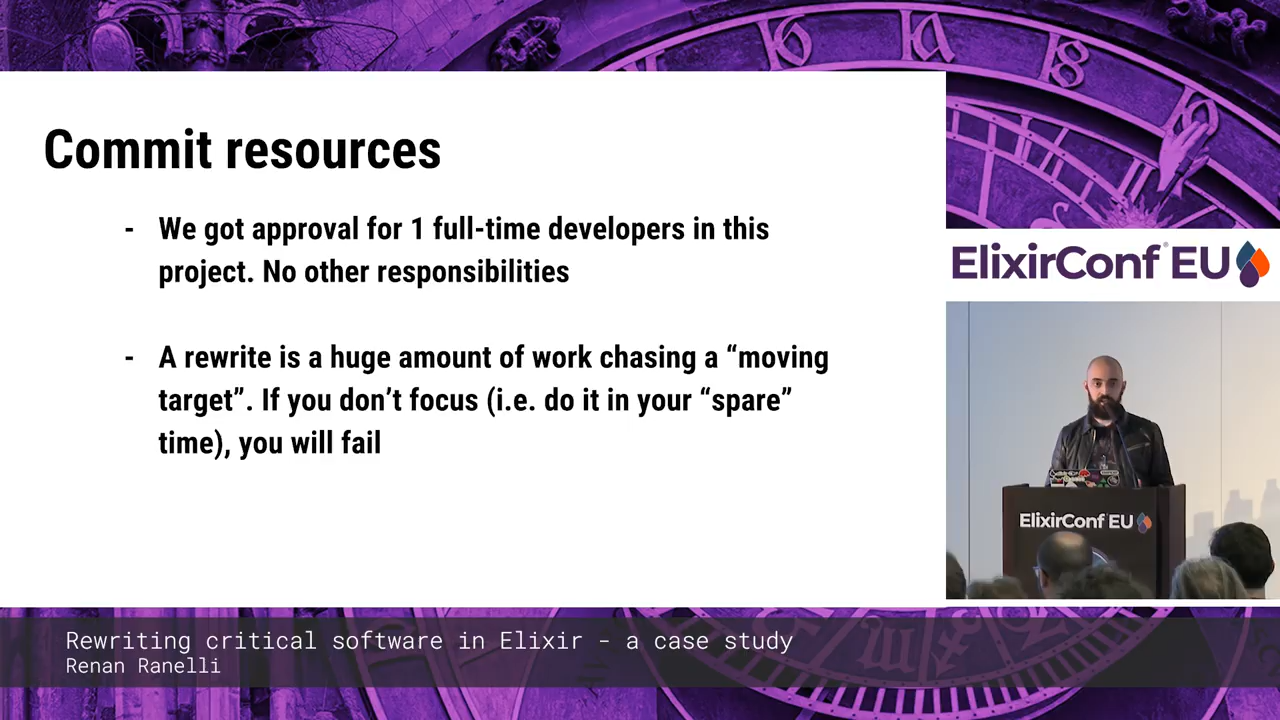 Commit resources
- We got approval for 1 full-time developers in this
project. No other responsibilities
- A rewrite is a huge amount of work chasing a “moving
target”. If you don’t focus (i.e. do it in your “spare”
time), you will fail
ElixirConf® EU
ElixirConf EU
Rewriting critical software in Elixir - a case study
Renan Ranelli